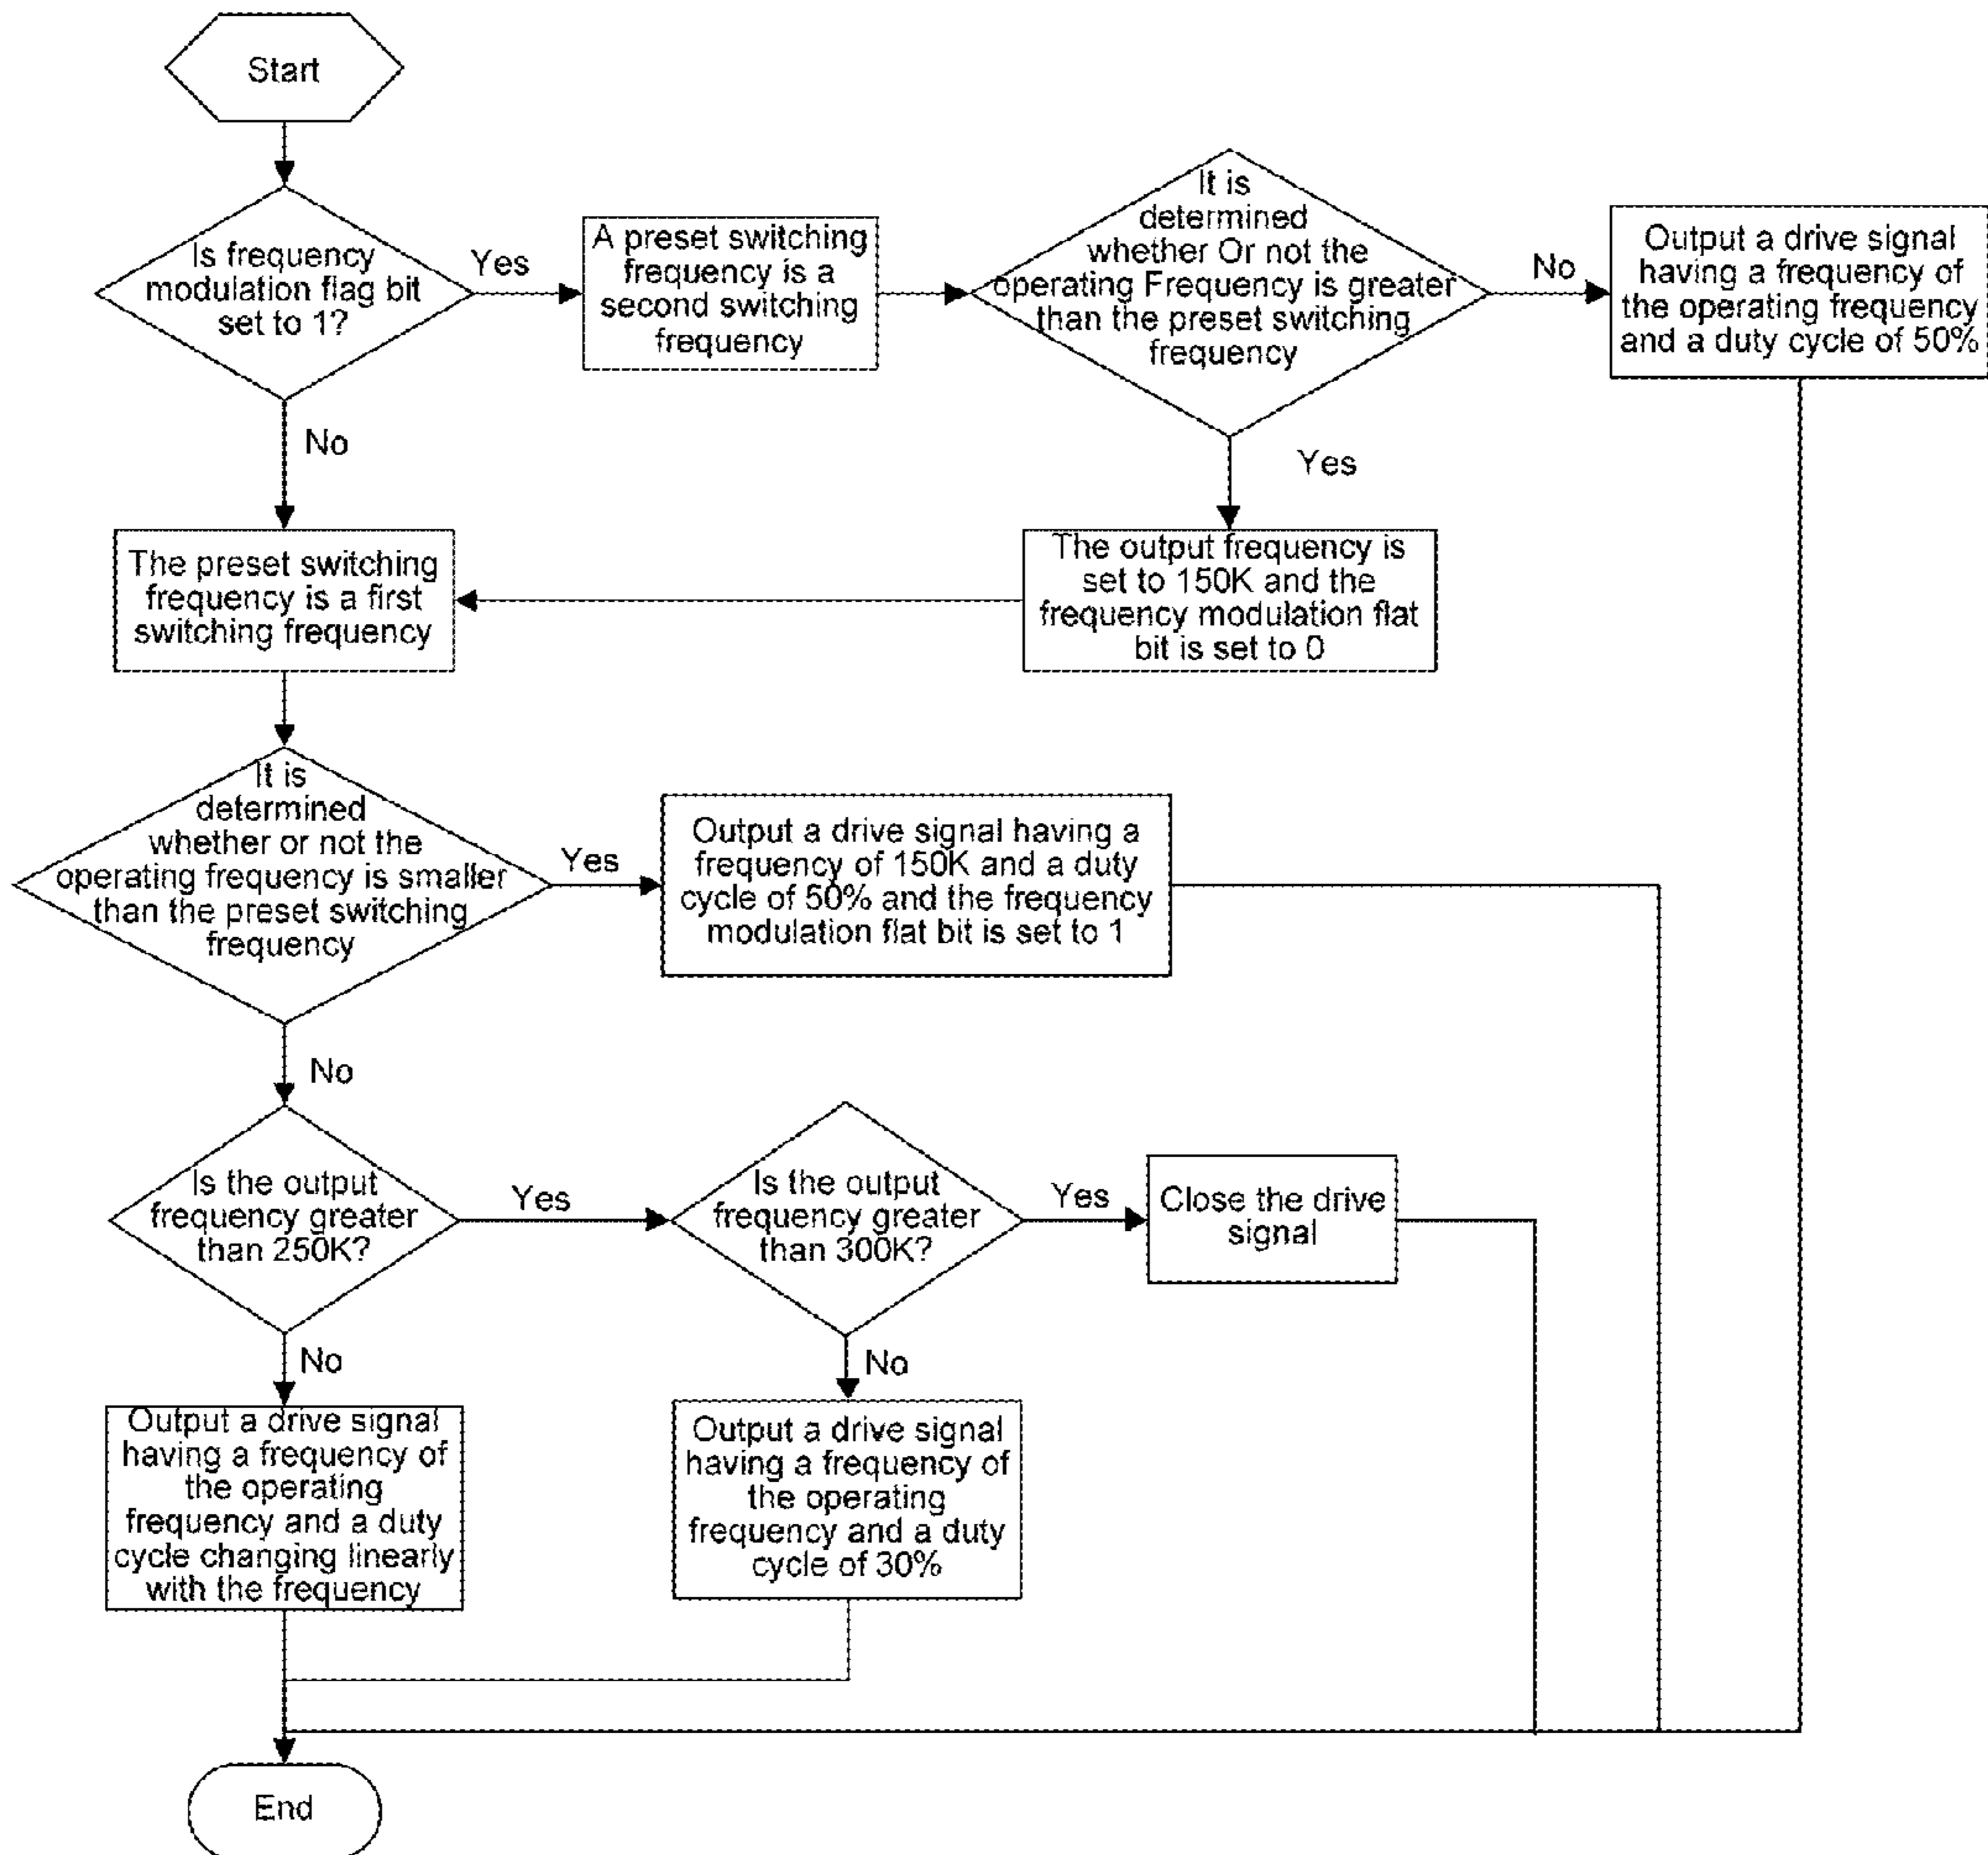 Start
Is frequency
modulation flag bit
set to 1?
Yes
A preset switching
frequency is a
second switching
frequency
It is
determined
whether Or not the
operating Frequency is greater
than the preset switching
frequency
No
Output a drive signal
having a frequency of
the operating frequency
and a duty cycle of 50%
No
Yes
The preset switching
frequency is a first
switching frequency
The output frequency is
set to 150K and the
frequency modulation flat
bit is set to 0
It is
determined
whether or not the
operating frequency is smaller
than the preset switching
frequency
Yes
Output a drive signal having a
frequency of 150K and a duty
cycle of 50% and the frequency
modulation flat bit is set to 1
No
Is the output
frequency greater
than 250K?
Yes
Is the output
frequency greater
than 300K?
Yes
Close the drive
signal
No
No
Output a drive signal
having a frequency of
the operating
frequency and a duty
cycle changing linearly
with the frequency
Output a drive signal
having a frequency of
the operating
frequency and a duty
cycle of 30%
End